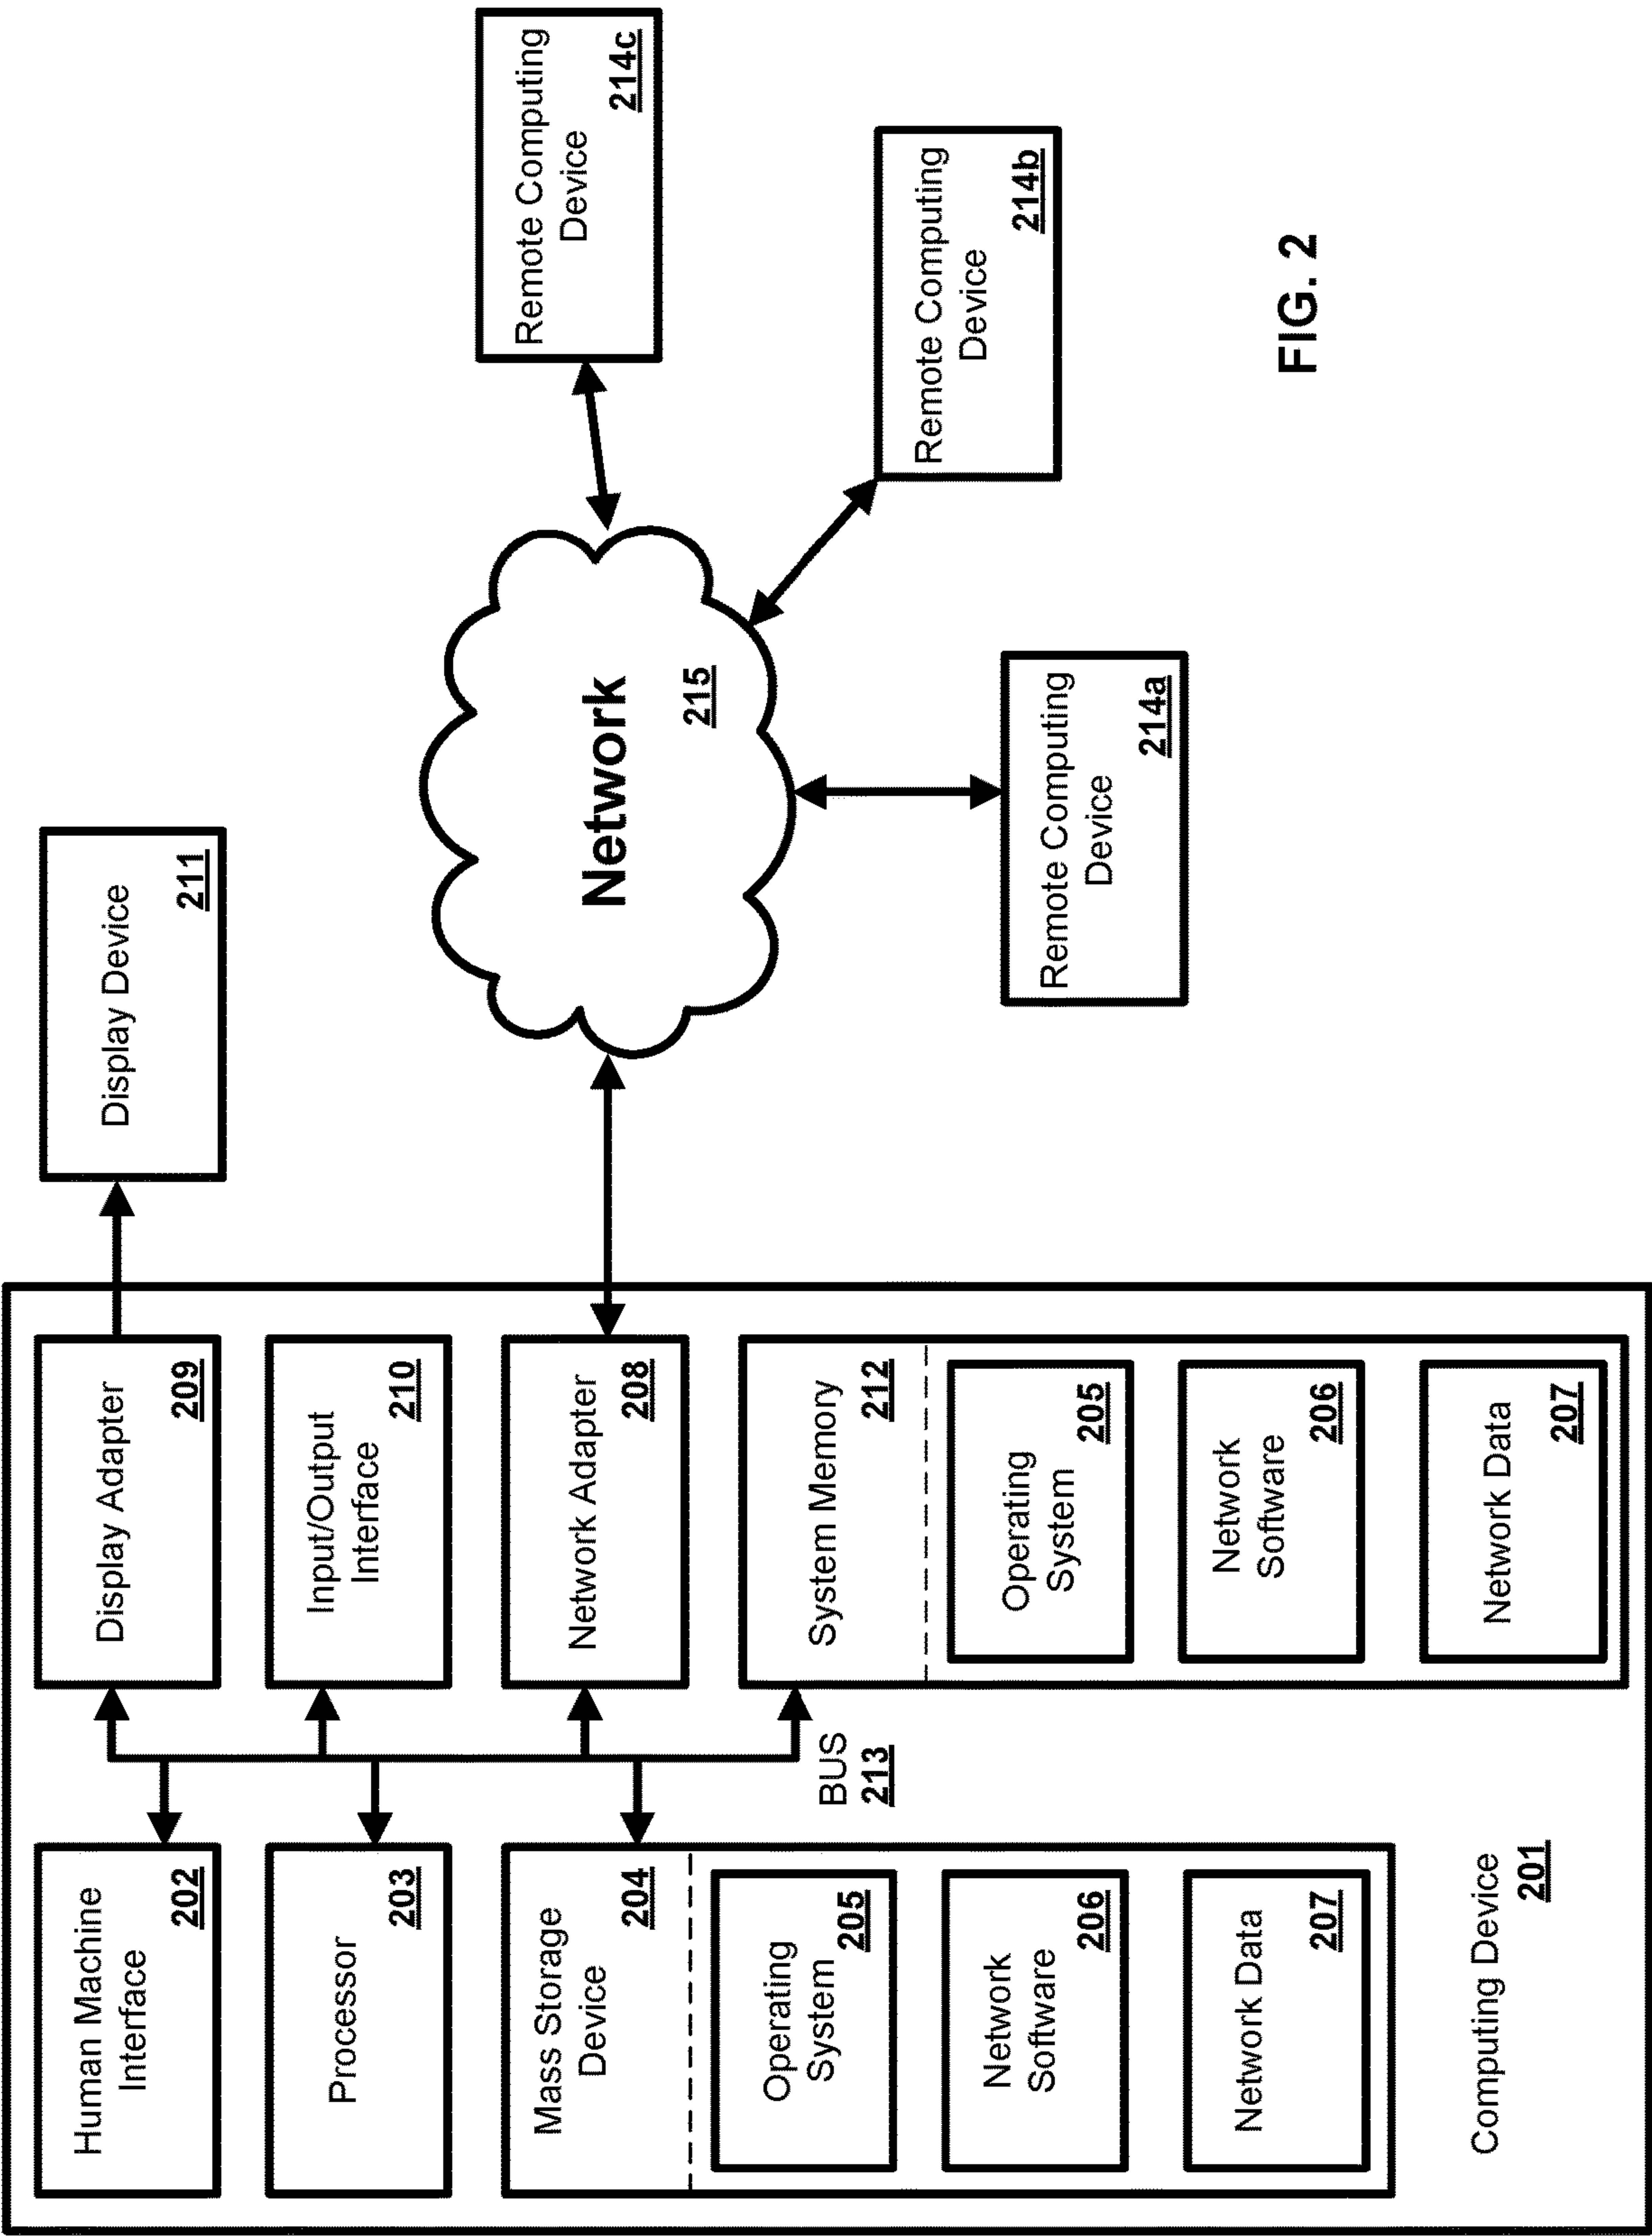 Human Machine
Interface
202
Processor
203
Mass Storage
Device
204
Operating
System
205
Network
Software
206
Network Data
207
Computing Device
201
BUS
213
Display Adapter
209
Input/Output
Interface
210
Network Adapter
208
System Memory
212
Operating
System
205
Network
Software
206
Network Data
207
Display Device
211
Network
215
Remote Computing
Device
214a
Remote Computing
Device
214b
Remote Computing
Device
214c
FIG. 2